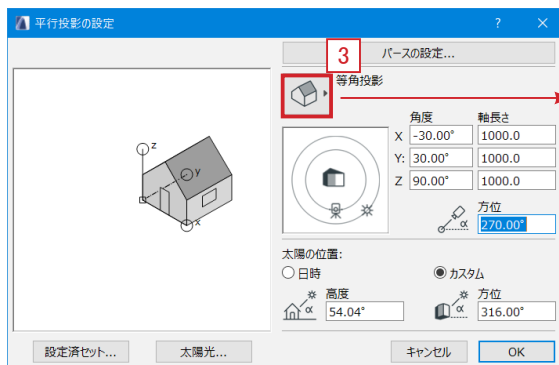 平行投影の設定
? ×
パースの設定...
3
等角投影
角度 軸長さ
X -30.00° 1000.0
Y: 30.00° 1000.0
Z 90.00° 1000.0
方位
α 270.00°
z
y
x
太陽の位置:
日時 カスタム
高度 方位
α 54.04° α 316.00°
設定済セット... 太陽光... キャンセル OK